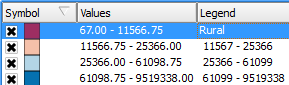 Symbol Values Legend
67.00 - 11566.75 Rural
11566.75 - 25366.00 11567 - 25366
25366.00 - 61098.75 25366 - 61099
61098.75 - 9519338.00 61099 - 9519338